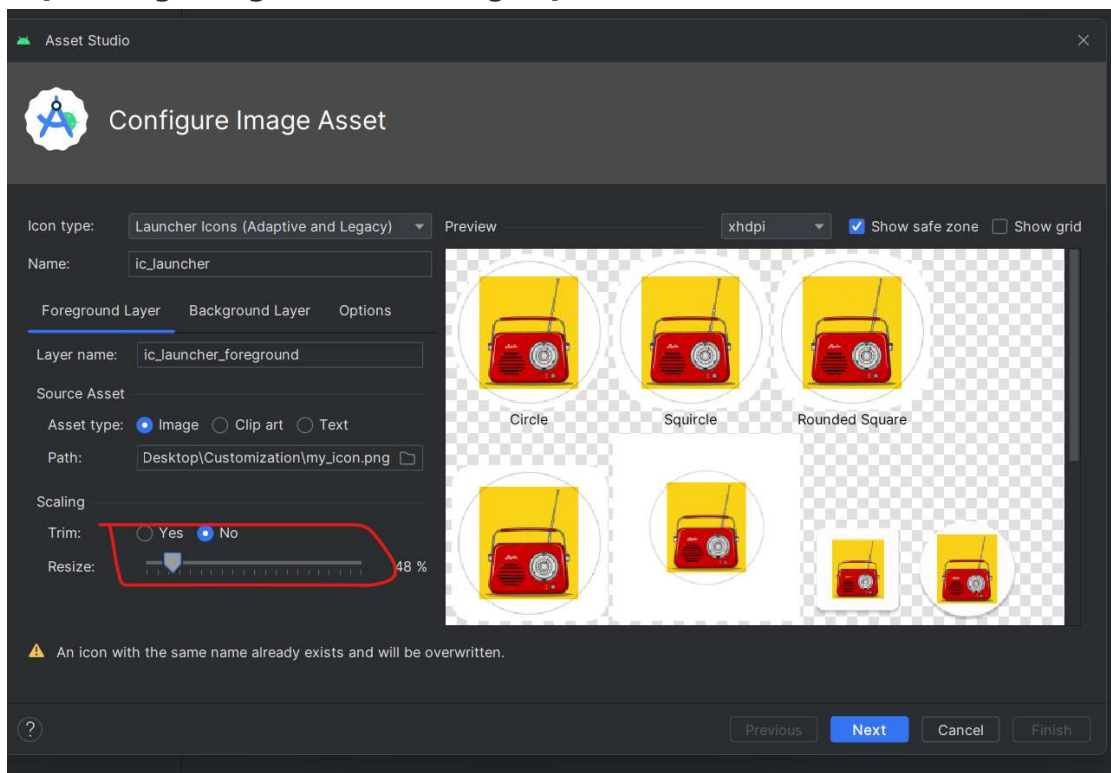 Asset Studio
Configure Image Asset
Icon type: Launcher Icons (Adaptive and Legacy)
Preview xhdpi Show safe zone Show grid
Name: ic_launcher
Foreground Layer Background Layer Options
Layer name: ic_launcher_foreground
Source Asset
Asset type: Image Clip art Text
Path: Desktop\Customization\my_icon.png
Circle Squircle Rounded Square
Scaling
Trim: Yes No
Resize: 48 %
An icon with the same name already exists and will be overwritten.
? Previous Next Cancel Finish